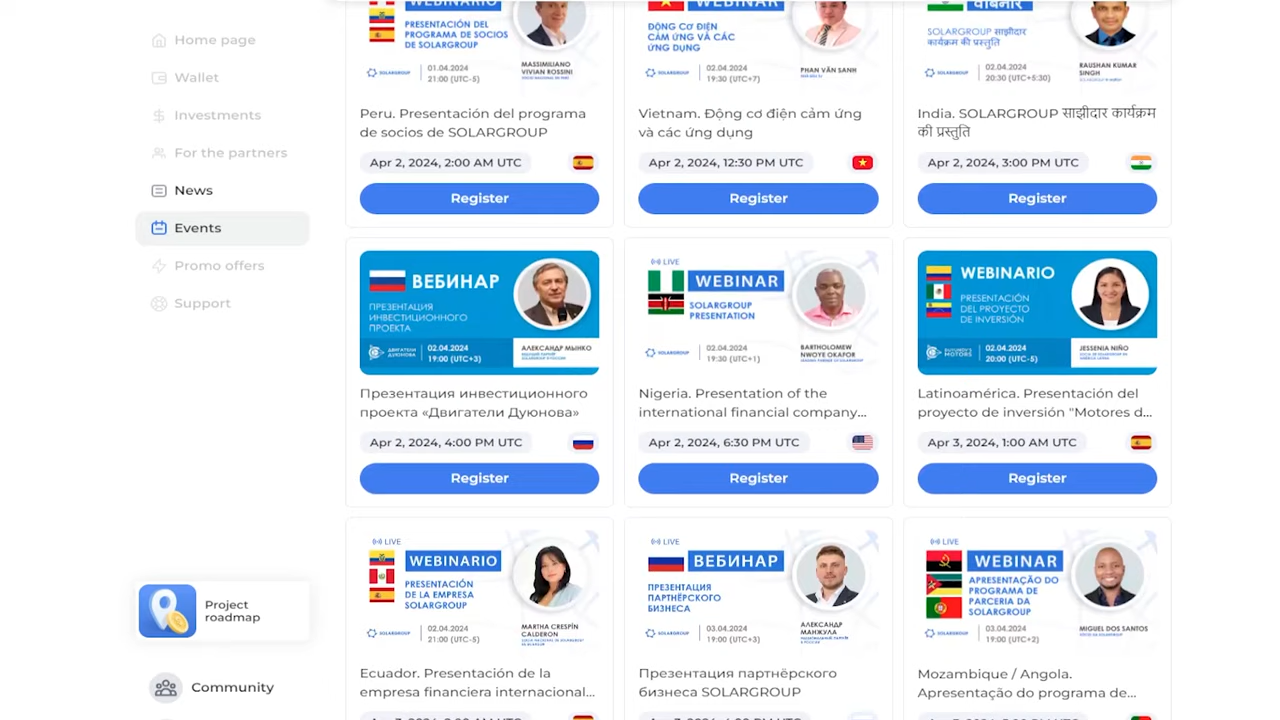 Home page
Wallet
Investments
For the partners
News
Events
Promo offers
Support
Project
roadmap
Community
WEBINARIO
PRESENTACIÓN DEL
PROGRAMA DE SOCIOS
DE SOLARGROUP
SOLARGROUP
01.04.2024
21:00 (UTC-5)
MASSIMILIANO
VIVIAN ROSSINI
Peru. Presentación del programa
de socios de SOLARGROUP
Apr 2, 2024, 2:00 AM UTC
Register
WEBINAR
ĐỘNG CƠ ĐIỆN
CẢM ỨNG VÀ CÁC
ỨNG DỤNG
SOLARGROUP
02.04.2024
19:30 (UTC+7)
PHAN VĂN SANH
Vietnam. Động cơ điện cảm ứng
và các ứng dụng
Apr 2, 2024, 12:30 PM UTC
Register
वेबिनार
SOLARGROUP साझीदार
कार्यक्रम की प्रस्तुति
SOLARGROUP
02.04.2024
20:30 (UTC+5:30)
RAUSHAN KUMAR
SINGH
India. SOLARGROUP साझीदार कार्यक्रम
की प्रस्तुति
Apr 2, 2024, 3:00 PM UTC
Register
ВЕБИНАР
ПРЕЗЕНТАЦИЯ
ИНВЕСТИЦИОННОГО
ПРОЕКТА
ДВИГАТЕЛИ
ДУЮНОВА
02.04.2024
19:00 (UTC+3)
АЛЕКСАНДР МЫНКО
Презентация инвестиционного
проекта «Двигатели Дуюнова»
Apr 2, 2024, 4:00 PM UTC
Register
LIVE
WEBINAR
SOLARGROUP
PRESENTATION
SOLARGROUP
02.04.2024
19:30 (UTC+1)
BARTHOLOMEW
NWOYE OKAFOR
Nigeria. Presentation of the
international financial company...
Apr 2, 2024, 6:30 PM UTC
Register
WEBINARIO
PRESENTACIÓN
DEL PROYECTO
DE INVERSIÓN
MOTORS
02.04.2024
20:00 (UTC-5)
JESSENIA NIÑO
Latinoamérica. Presentación del
proyecto de inversión "Motores d...
Apr 3, 2024, 1:00 AM UTC
Register
LIVE
WEBINARIO
PRESENTACIÓN
DE LA EMPRESA
SOLARGROUP
SOLARGROUP
02.04.2024
21:00 (UTC-5)
MARTHA CRESPÍN
CALDERON
Ecuador. Presentación de la
empresa financiera internacional...
LIVE
ВЕБИНАР
ПРЕЗЕНТАЦИЯ
ПАРТНЁРСКОГО
БИЗНЕСА
SOLARGROUP
03.04.2024
19:00 (UTC+3)
АЛЕКСАНДР
МАНЖУЛА
Презентация партнёрского
бизнеса SOLARGROUP
LIVE
WEBINAR
APRESENTAÇÃO DO
PROGRAMA DE
PARCERIA DA
SOLARGROUP
SOLARGROUP
03.04.2024
19:00 (UTC+2)
MIGUEL DOS SANTOS
Mozambique / Angola.
Apresentação do programa de...